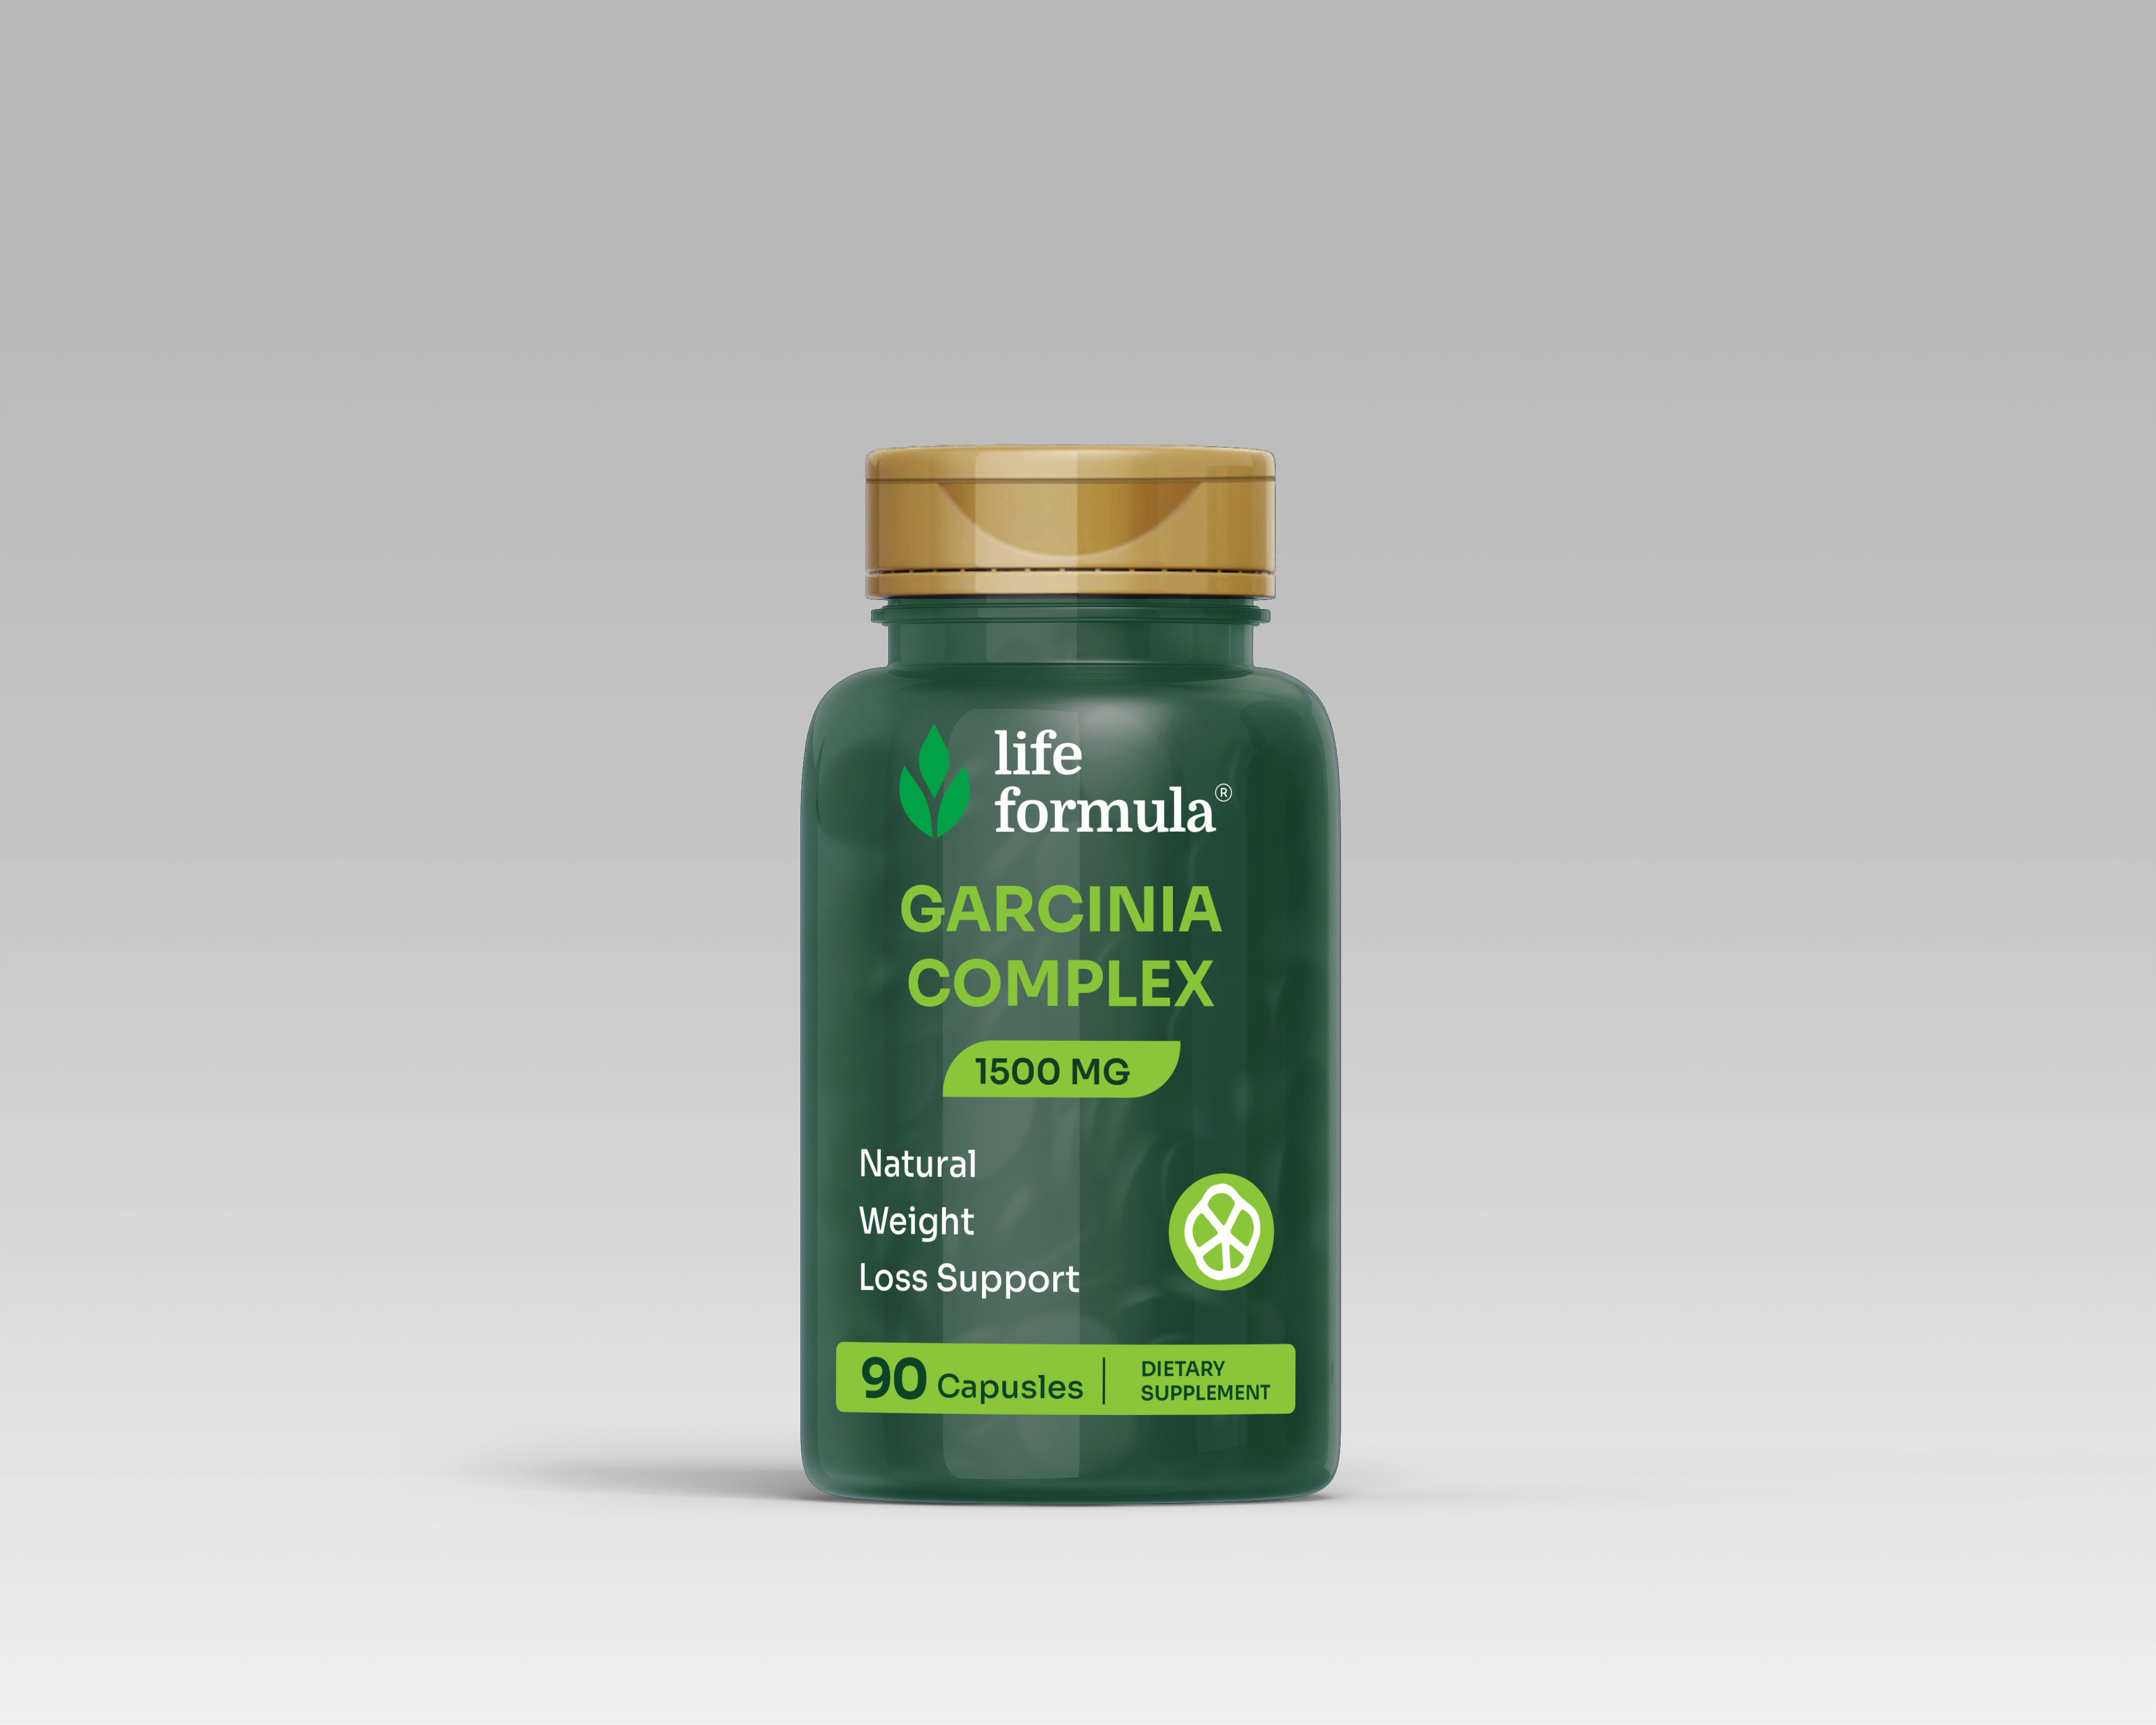 life
formula®
GARCINIA
COMPLEX
1500 MG
Natural
Weight
Loss Support
90 Capusles
DIETARY
SUPPLEMENT